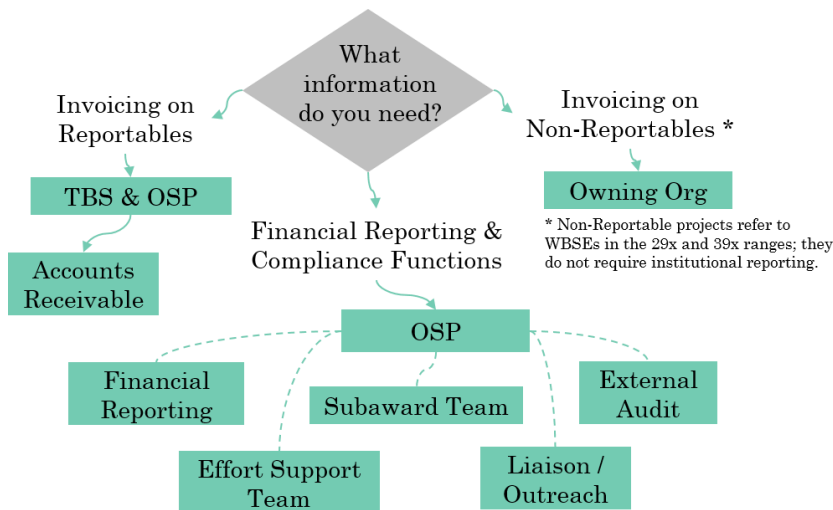 What
information
do you need?
Invoicing on
Reportables
TBS & OSP
Accounts
Receivable
Invoicing on
Non-Reportables *
Owning Org
* Non-Reportable projects refer to
WBSEs in the 29x and 39x ranges; they
do not require institutional reporting.
Financial Reporting &
Compliance Functions
OSP
Financial
Reporting
Effort Support
Team
Subaward Team
Liaison /
Outreach
External
Audit